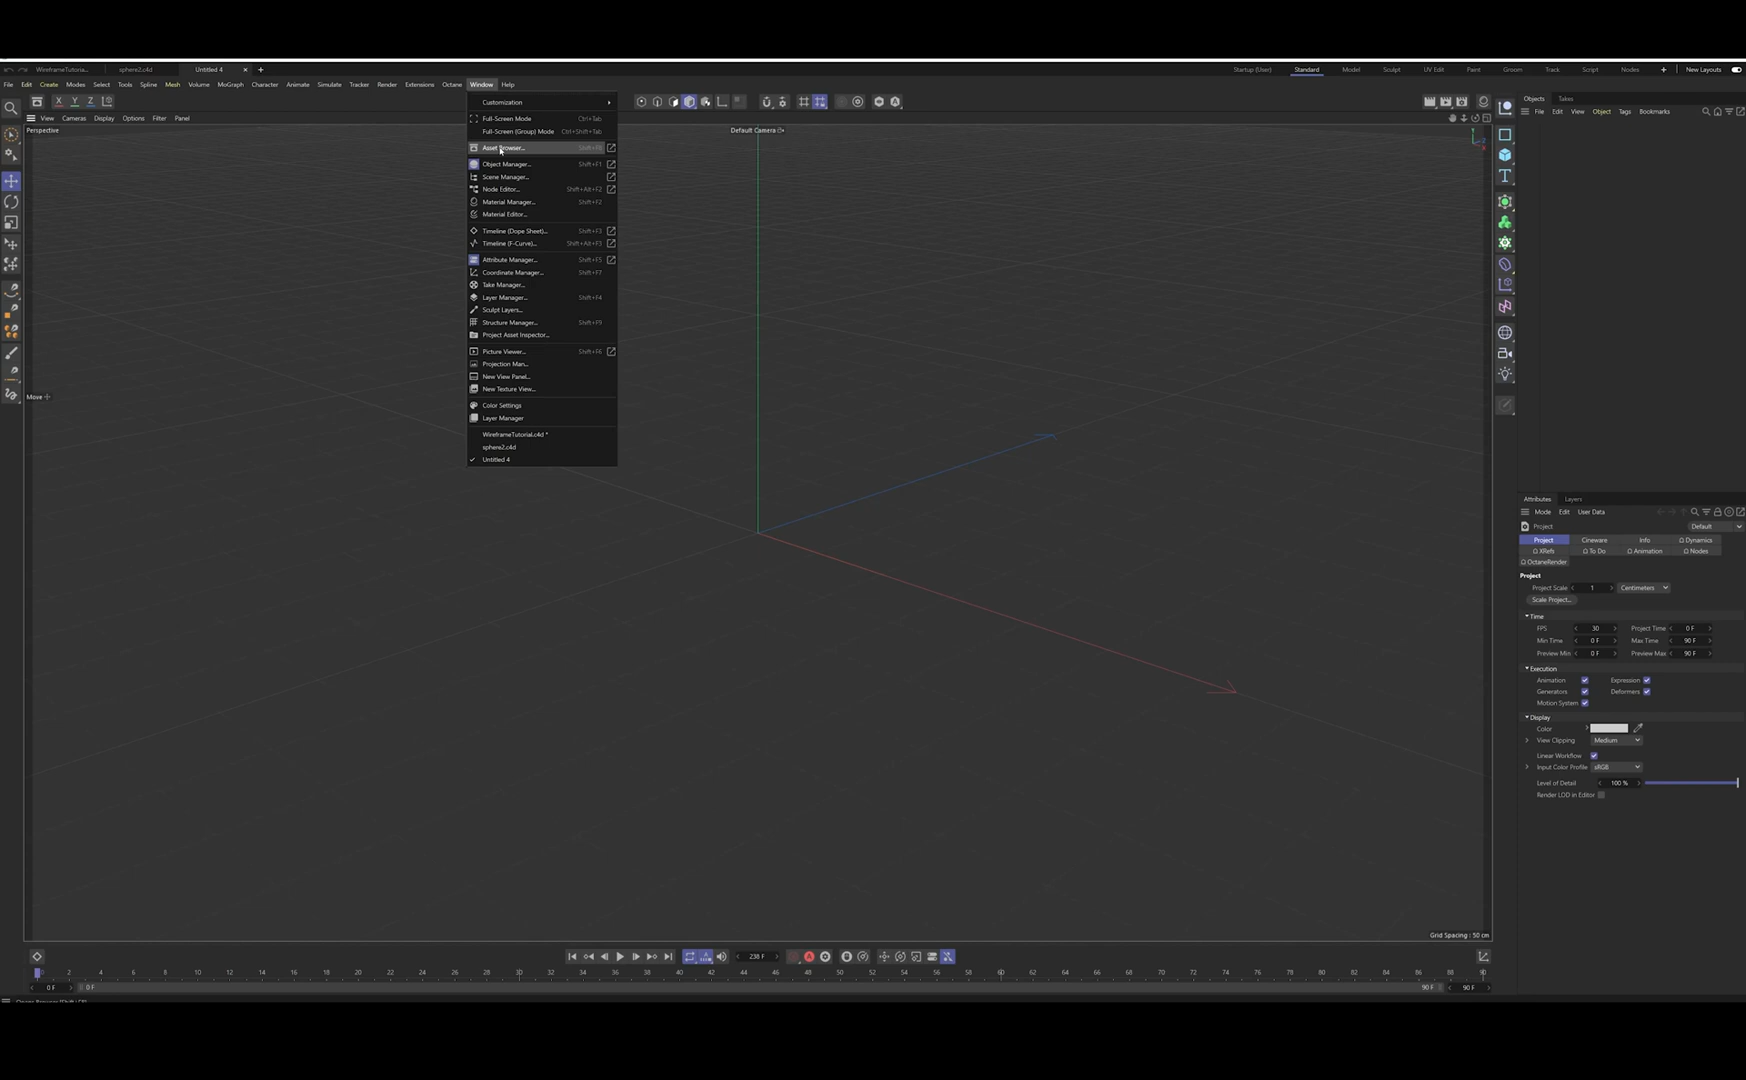 WireframeTutoria... sphere2.c4d Untitled 4 × +
Startup (User) Standard Model Sculpt UV Edit Paint Groom Track Script Nodes + New Layouts
File Edit Create Modes Select Tools Spline Mesh Volume MoGraph Character Animate Simulate Tracker Render Extensions Octane Window Help
X Y Z
View Cameras Display Options Filter Panel
Perspective
Default Camera
Customization
Full-Screen Mode Ctrl+Tab
Full-Screen (Group) Mode Ctrl+Shift+Tab
Asset Browser... Shift+F8
Object Manager... Shift+F1
Scene Manager...
Node Editor... Shift+Alt+F2
Material Manager... Shift+F2
Material Editor...
Timeline (Dope Sheet)... Shift+F3
Timeline (F-Curve)... Shift+Alt+F3
Attribute Manager... Shift+F5
Coordinate Manager... Shift+F7
Take Manager...
Layer Manager... Shift+F4
Sculpt Layers...
Structure Manager... Shift+F9
Project Asset Inspector...
Picture Viewer... Shift+F6
Projection Man...
New View Panel...
New Texture View...
Color Settings
Layer Manager
WireframeTutorial.c4d *
sphere2.c4d
Untitled 4
Move
Objects Takes
File Edit View Object Tags Bookmarks
Attributes Layers
Mode Edit User Data
Project Default
Project Cineware Info Dynamics
XRefs To Do Animation Nodes
OctaneRender
Project
Project Scale 1 Centimeters
Scale Project...
Time
FPS 30 Project Time 0 F
Min Time 0 F Max Time 90 F
Preview Min 0 F Preview Max 90 F
Execution
Animation Expression
Generators Deformers
Motion System
Display
Color
View Clipping Medium
Linear Workflow
Input Color Profile sRGB
Level of Detail 100 %
Render LOD in Editor
Grid Spacing : 50 cm
238 F
0 2 4 6 8 10 12 14 16 18 20 22 24 26 28 30 32 34 36 38 40 42 44 46 48 50 52 54 56 58 60 62 64 66 68 70 72 74 76 78 80 82 84 86 88 90
0 F 0 F 90 F 90 F